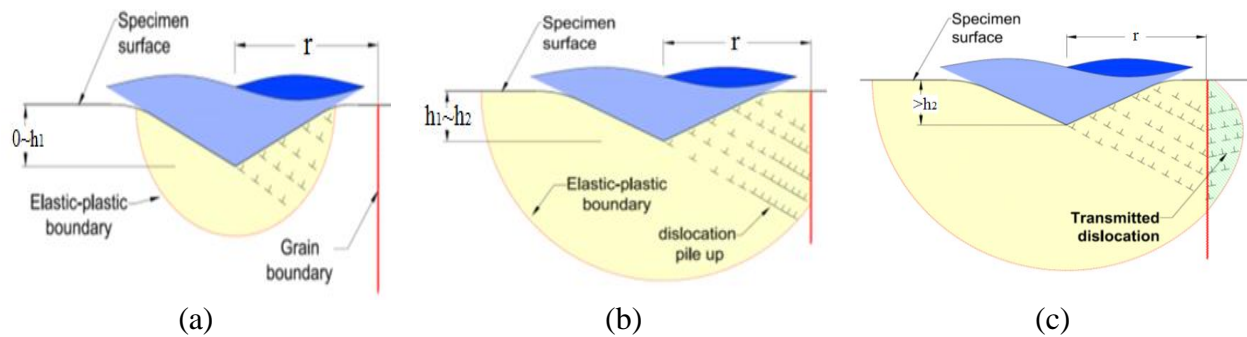 Specimen
surface
r
0~h1
Elastic-plastic
boundary
Grain
boundary
(a)
Specimen
surface
r
h1~h2
Elastic-plastic
boundary
dislocation
pile up
(b)
Specimen
surface
r
>h2
Transmitted
dislocation
(c)